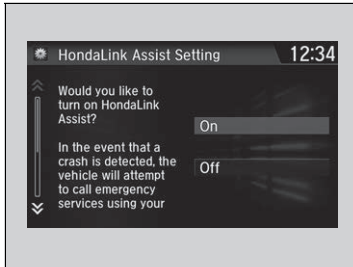 HondaLink Assist Setting
12:34
Would you like to
turn on HondaLink
Assist?
In the event that a
crash is detected, the
vehicle will attempt
to call emergency
services using your
On
Off